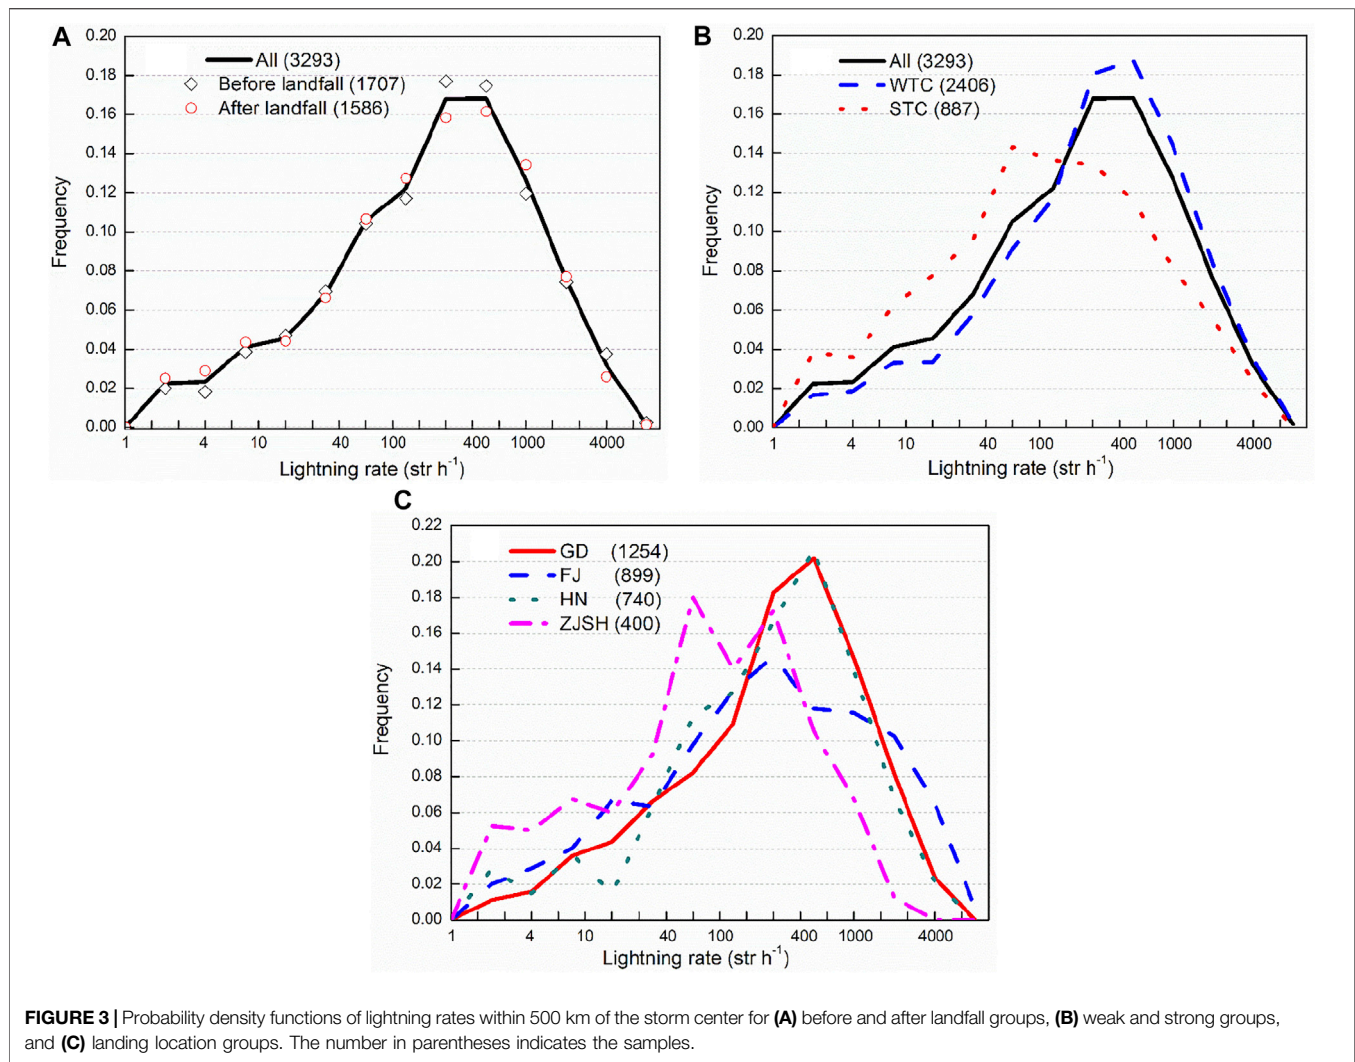 A
0.20
0.18
0.16
0.14
0.12
0.10
0.08
0.06
0.04
0.02
0.00
Frequency
All (3293)
Before landfall (1707)
After landfall (1586)
1 4 10 40 100 400 1000 4000
Lightning rate (str h⁻¹)
B
0.20
0.18
0.16
0.14
0.12
0.10
0.08
0.06
0.04
0.02
0.00
Frequency
All (3293)
WTC (2406)
STC (887)
1 4 10 40 100 400 1000 4000
Lightning rate (str h⁻¹)
C
0.22
0.20
0.18
0.16
0.14
0.12
0.10
0.08
0.06
0.04
0.02
0.00
Frequency
GD (1254)
FJ (899)
HN (740)
ZJSH (400)
1 4 10 40 100 400 1000 4000
Lightning rate (str h⁻¹)
FIGURE 3 | Probability density functions of lightning rates within 500 km of the storm center for (A) before and after landfall groups, (B) weak and strong groups,
and (C) landing location groups. The number in parentheses indicates the samples.